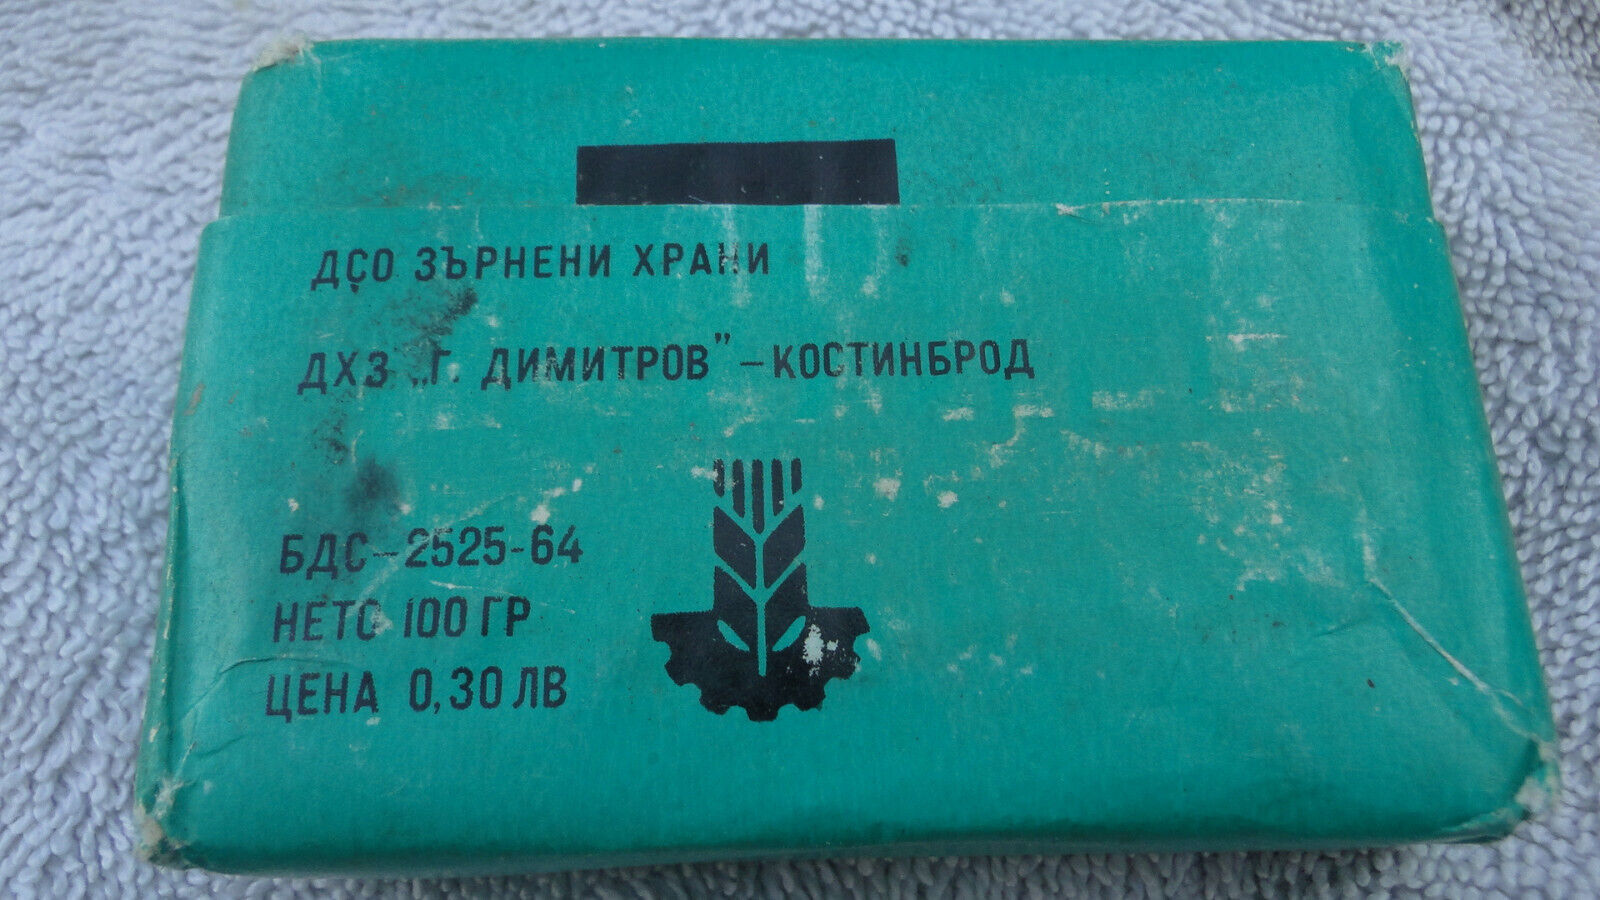 ДСО ЗЪРНЕНИ ХРАНИ
ДХЗ „Г. ДИМИТРОВ" – КОСТИНБРОД
БДС – 2525-64
НЕТО 100 ГР
ЦЕНА 0,30 ЛВ